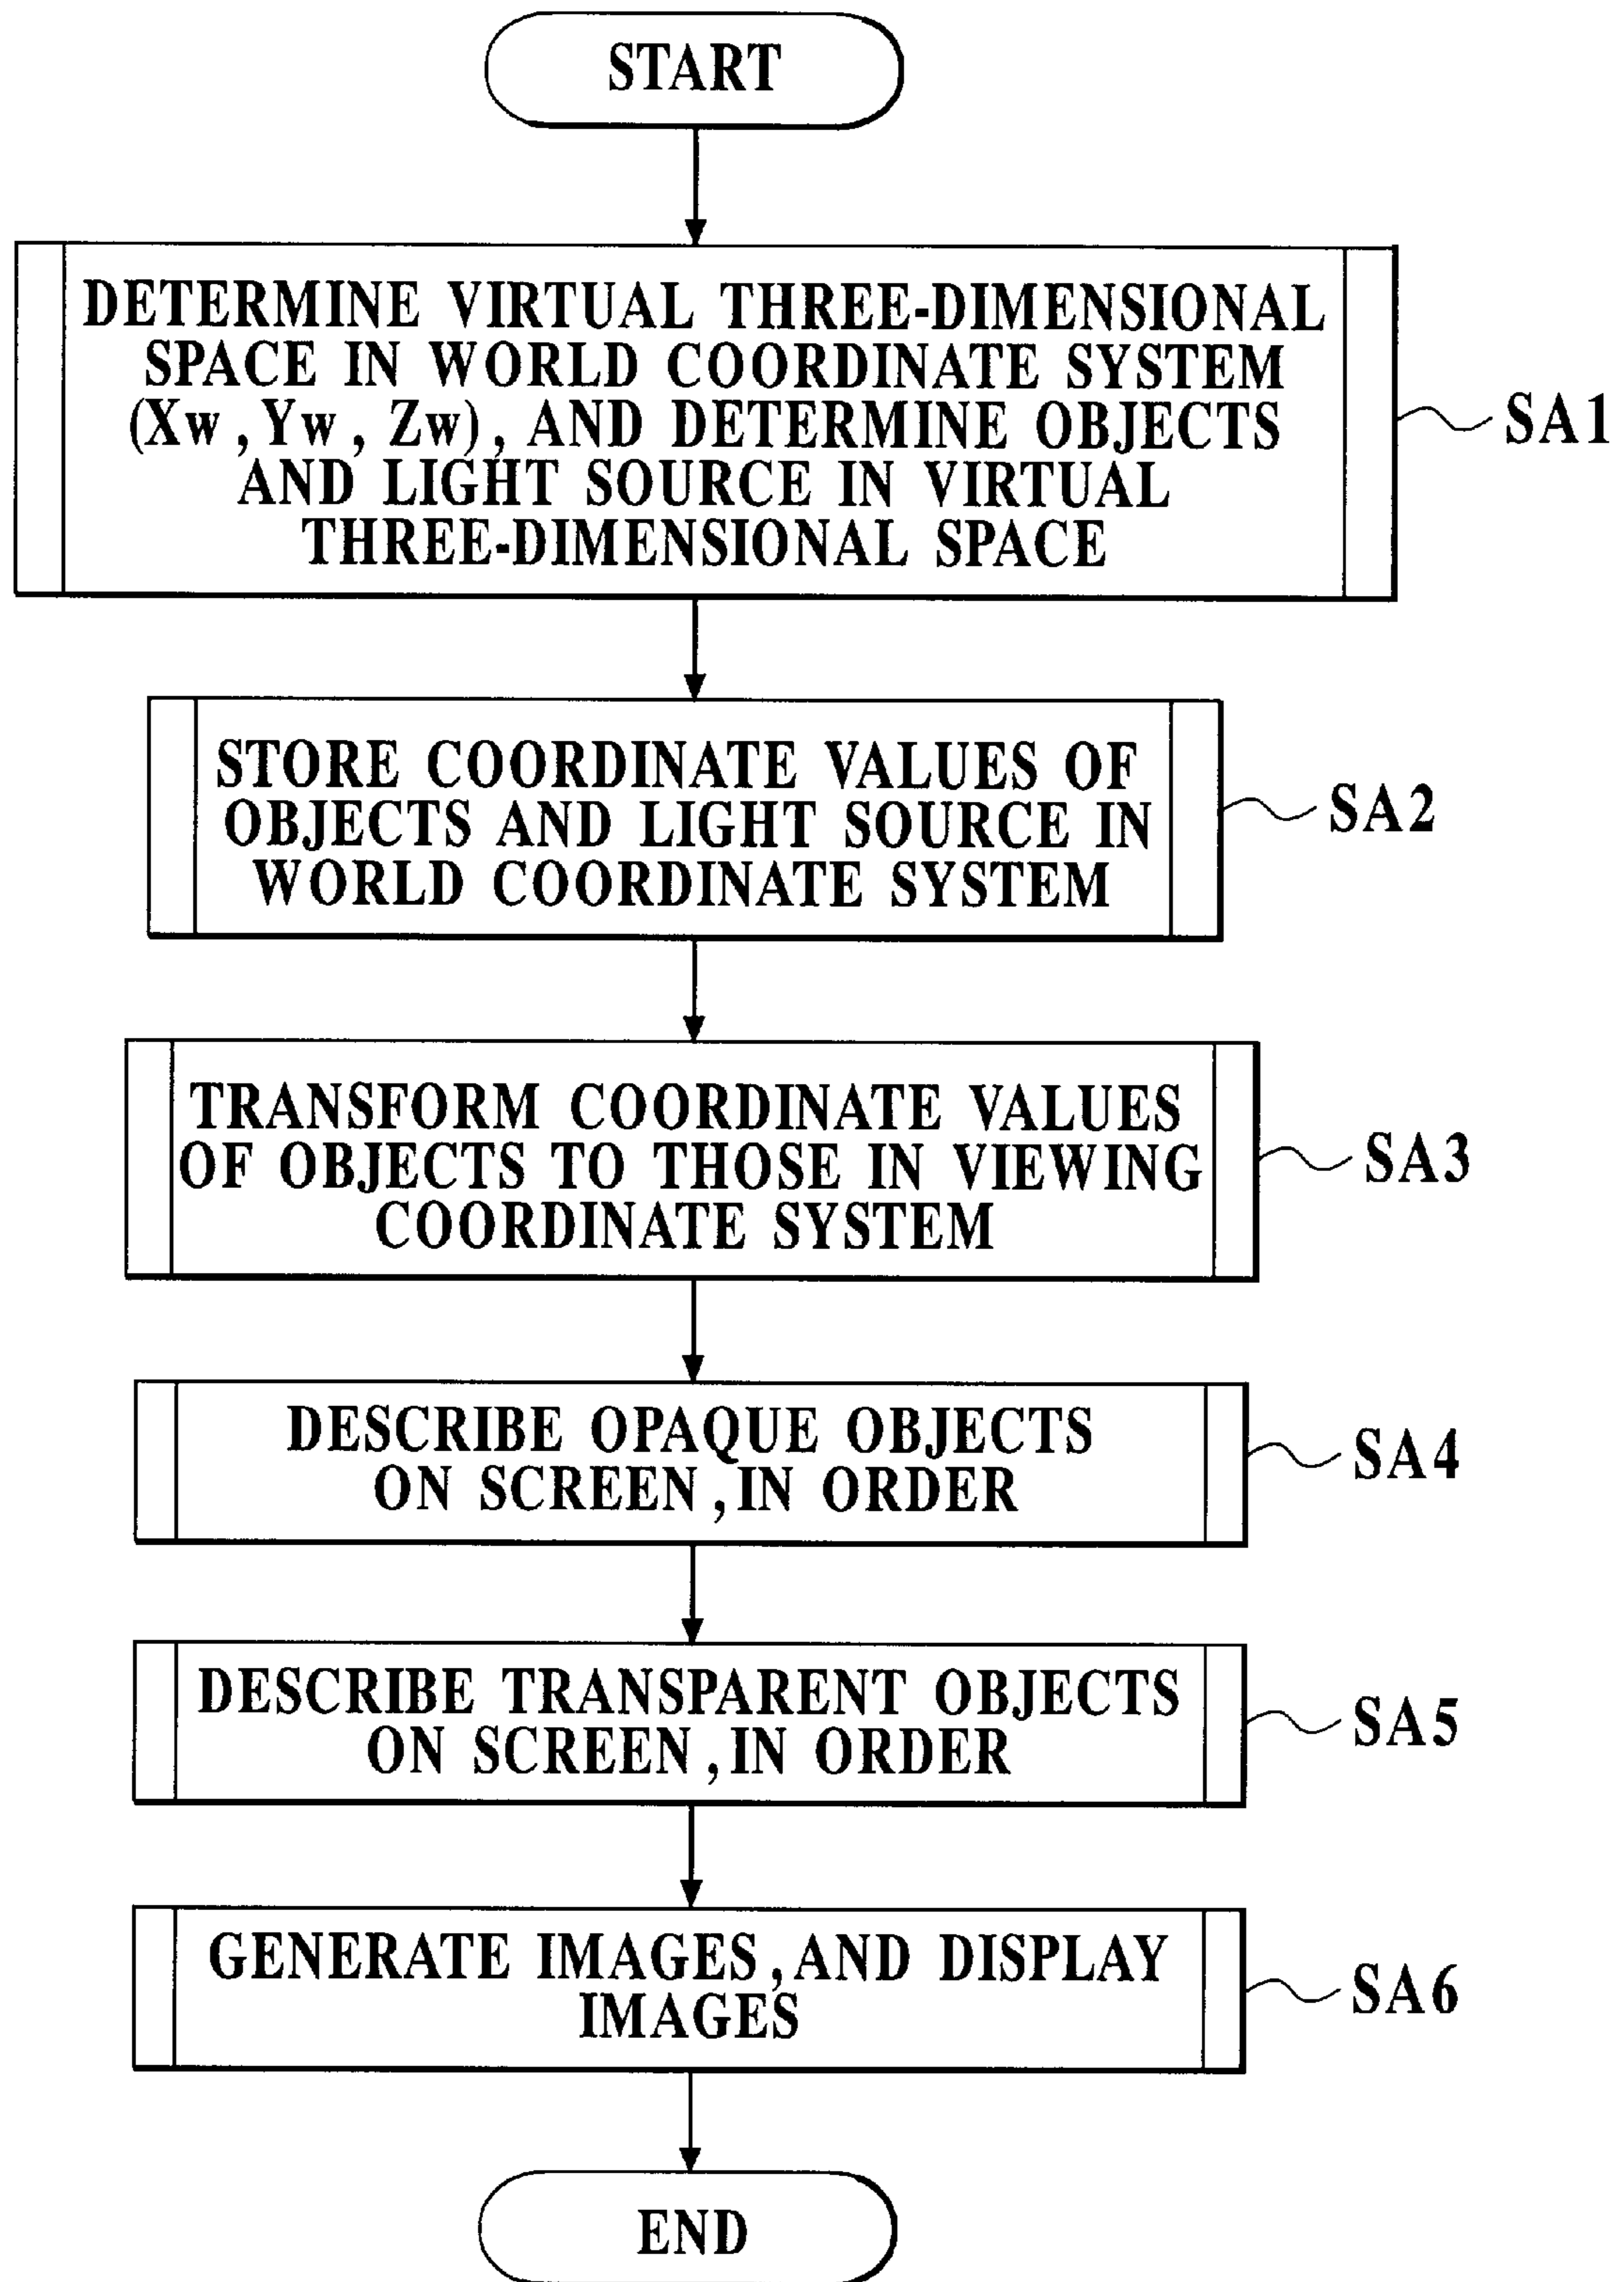 START
DETERMINE VIRTUAL THREE-DIMENSIONAL
SPACE IN WORLD COORDINATE SYSTEM
(Xw, Yw, Zw), AND DETERMINE OBJECTS
AND LIGHT SOURCE IN VIRTUAL
THREE-DIMENSIONAL SPACE
SA1
STORE COORDINATE VALUES OF
OBJECTS AND LIGHT SOURCE IN
WORLD COORDINATE SYSTEM
SA2
TRANSFORM COORDINATE VALUES
OF OBJECTS TO THOSE IN VIEWING
COORDINATE SYSTEM
SA3
DESCRIBE OPAQUE OBJECTS
ON SCREEN, IN ORDER
SA4
DESCRIBE TRANSPARENT OBJECTS
ON SCREEN, IN ORDER
SA5
GENERATE IMAGES, AND DISPLAY
IMAGES
SA6
END